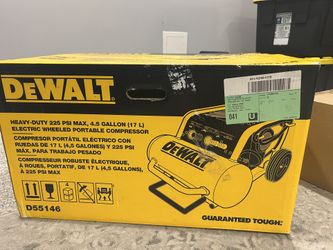 DEWALT
HEAVY-DUTY 225 PSI MAX, 4.5 GALLON (17 L)
ELECTRIC WHEELED PORTABLE COMPRESSOR
COMPRESOR PORTÁTIL ELÉCTRICO CON
RUEDAS DE 17 L (4,5 GALONES) Y 225 PSI
MÁX. PARA TRABAJO PESADO
COMPRESSEUR ROBUSTE ÉLECTRIQUE,
À ROUES, PORTATIF, DE 17 L (4,5 GALLONS),
À 225 PSI MAX
D55146
041
DEWALT
GUARANTEED TOUGH.